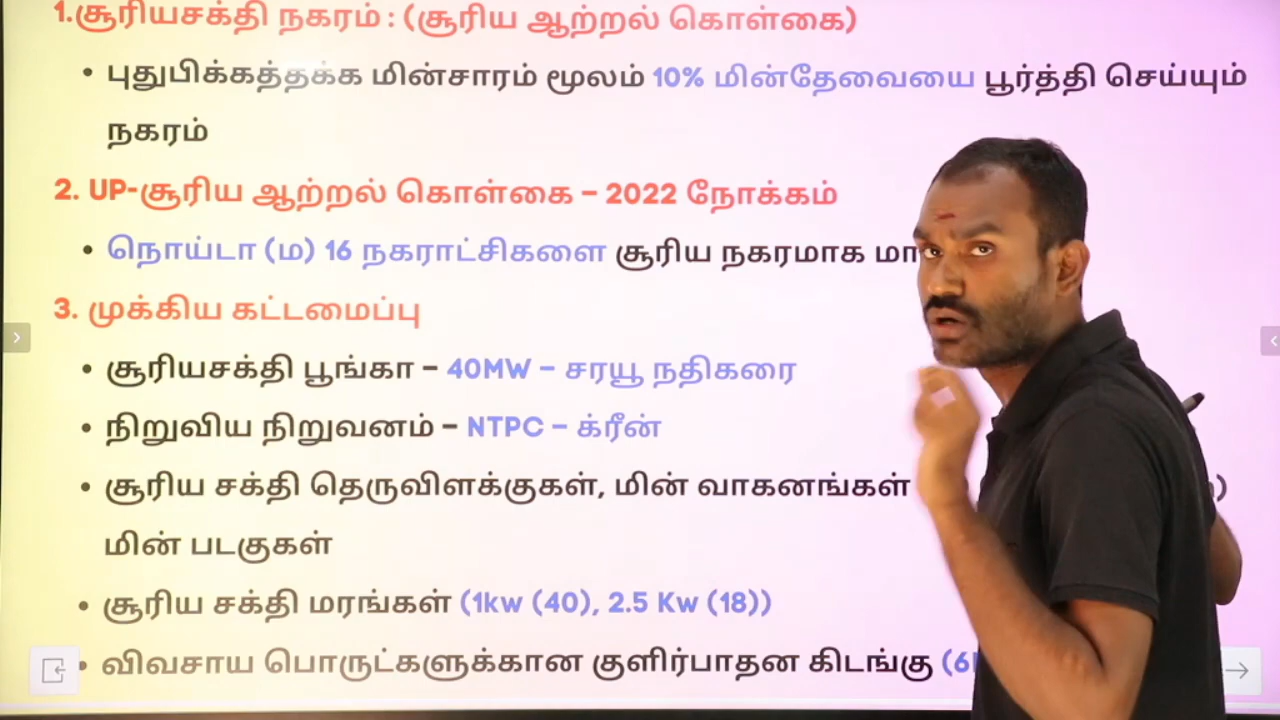 1.சூரியசக்தி நகரம் : (சூரிய ஆற்றல் கொள்கை)
• புதுபிக்கத்தக்க மின்சாரம் மூலம் 10% மின்தேவையை பூர்த்தி செய்யும்
நகரம்
2. UP-சூரிய ஆற்றல் கொள்கை – 2022 நோக்கம்
• நொய்டா (ம) 16 நகராட்சிகளை சூரிய நகரமாக
3. முக்கிய கட்டமைப்பு
• சூரியசக்தி பூங்கா – 40MW – சரயூ நதிகரை
• நிறுவிய நிறுவனம் – NTPC – க்ரீன்
• சூரிய சக்தி தெருவிளக்குகள், மின் வாகனங்கள்
மின் படகுகள்
• சூரிய சக்தி மரங்கள் (1kw (40), 2.5 Kw (18))
• விவசாய பொருட்களுக்கான குளிர்பாதன கிடங்கு